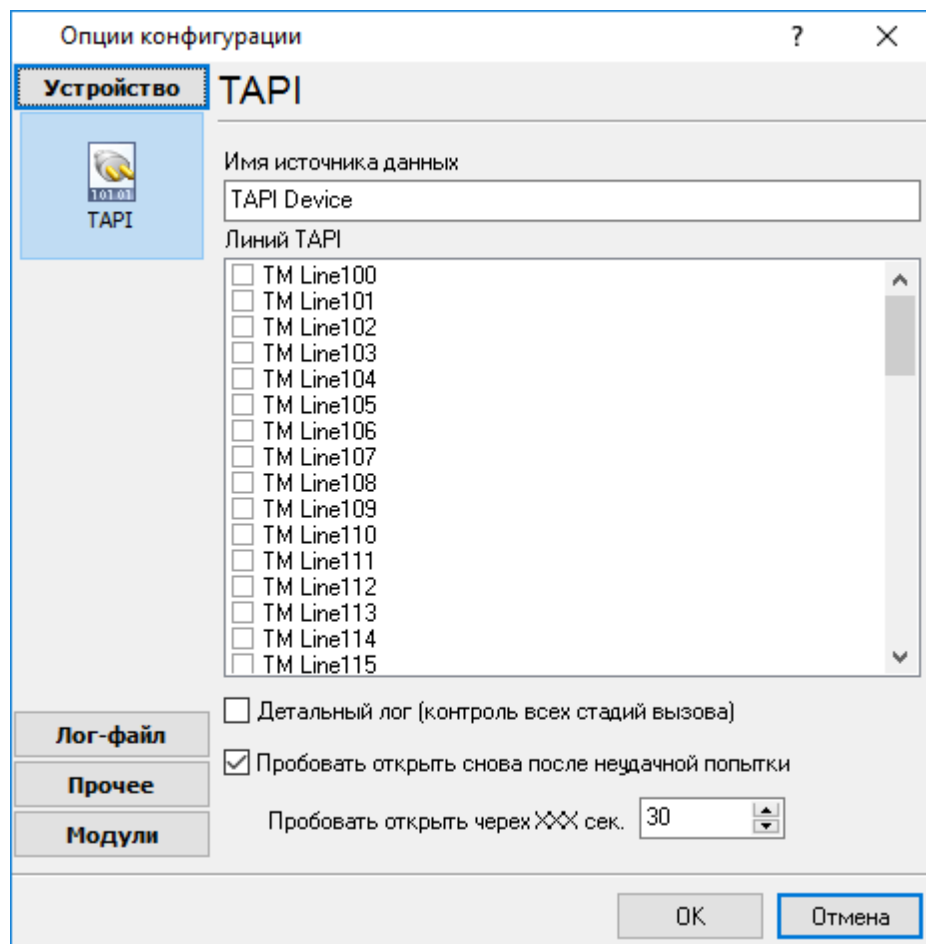 Опции конфигурации
?
Устройство
TAPI
101.01
TAPI
Имя источника данных
TAPI Device
Линий TAPI
TM Line100
TM Line101
TM Line102
TM Line103
TM Line104
TM Line105
TM Line106
TM Line107
TM Line108
TM Line109
TM Line110
TM Line111
TM Line112
TM Line113
TM Line114
TM Line115
Детальный лог (контроль всех стадий вызова)
Пробовать открыть снова после неудачной попытки
Пробовать открыть черех XXX сек. 30
Лог-файл
Прочее
Модули
OK Отмена